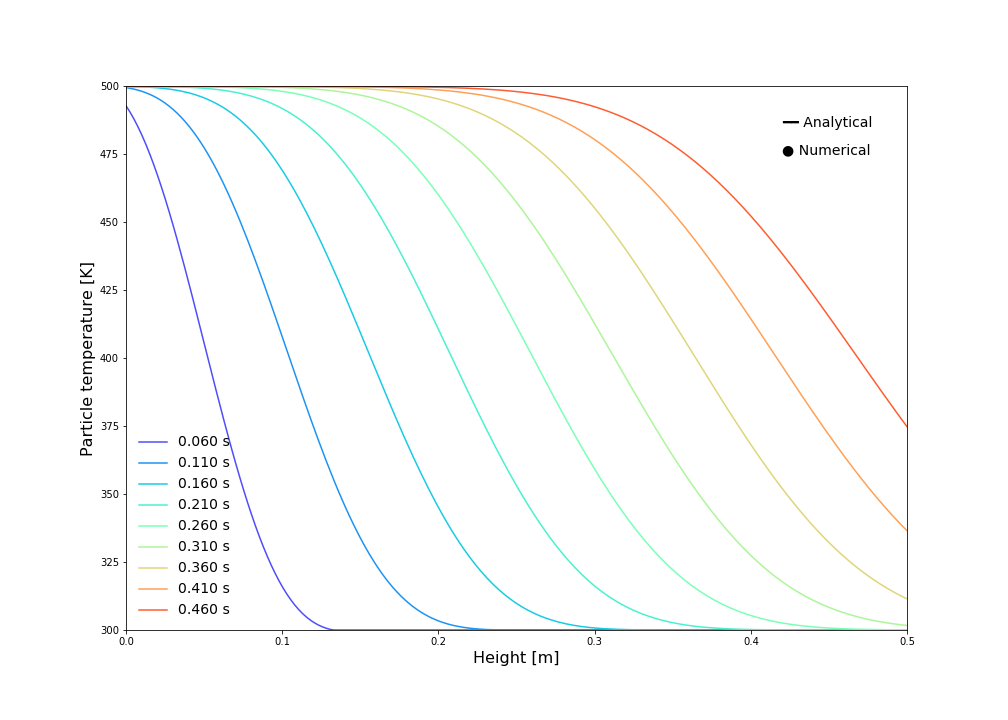 500
475
450
425
400
375
350
325
300
Particle temperature [K]
Analytical
Numerical
0.060 s
0.110 s
0.160 s
0.210 s
0.260 s
0.310 s
0.360 s
0.410 s
0.460 s
0.0 0.1 0.2 0.3 0.4 0.5
Height [m]